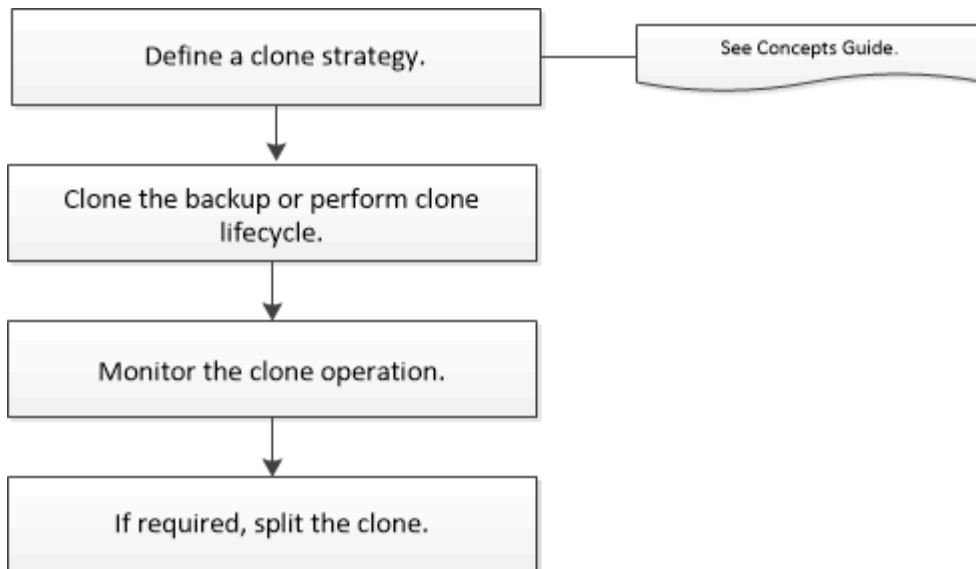 Define a clone strategy.
See Concepts Guide.
Clone the backup or perform clone
lifecycle.
Monitor the clone operation.
If required, split the clone.